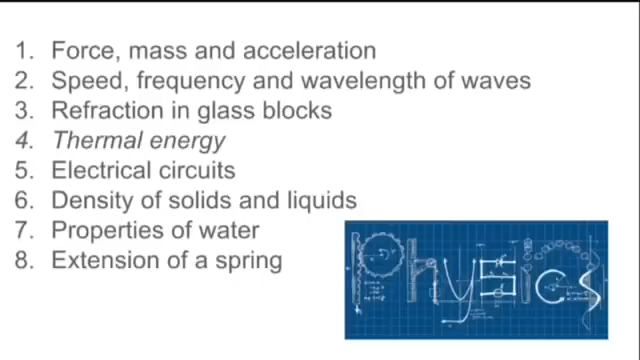 1. Force, mass and acceleration
2. Speed, frequency and wavelength of waves
3. Refraction in glass blocks
4. Thermal energy
5. Electrical circuits
6. Density of solids and liquids
7. Properties of water
8. Extension of a spring
Physics